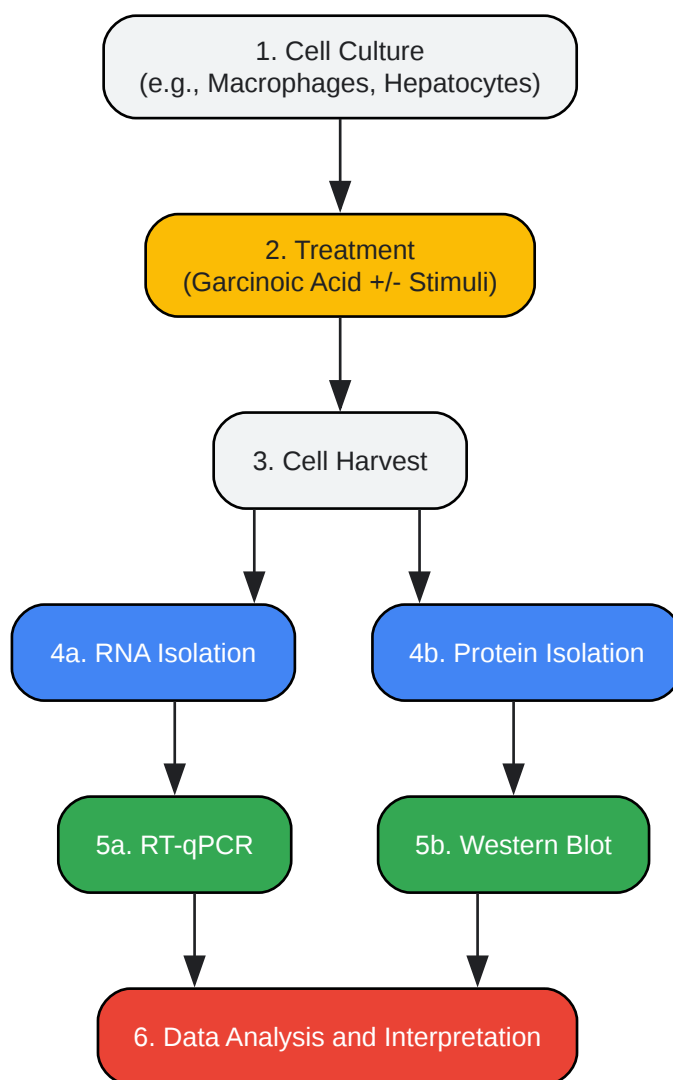 1. Cell Culture
(e.g., Macrophages, Hepatocytes)
2. Treatment
(Garcinoic Acid +/- Stimuli)
3. Cell Harvest
4a. RNA Isolation
4b. Protein Isolation
5a. RT-qPCR
5b. Western Blot
6. Data Analysis and Interpretation